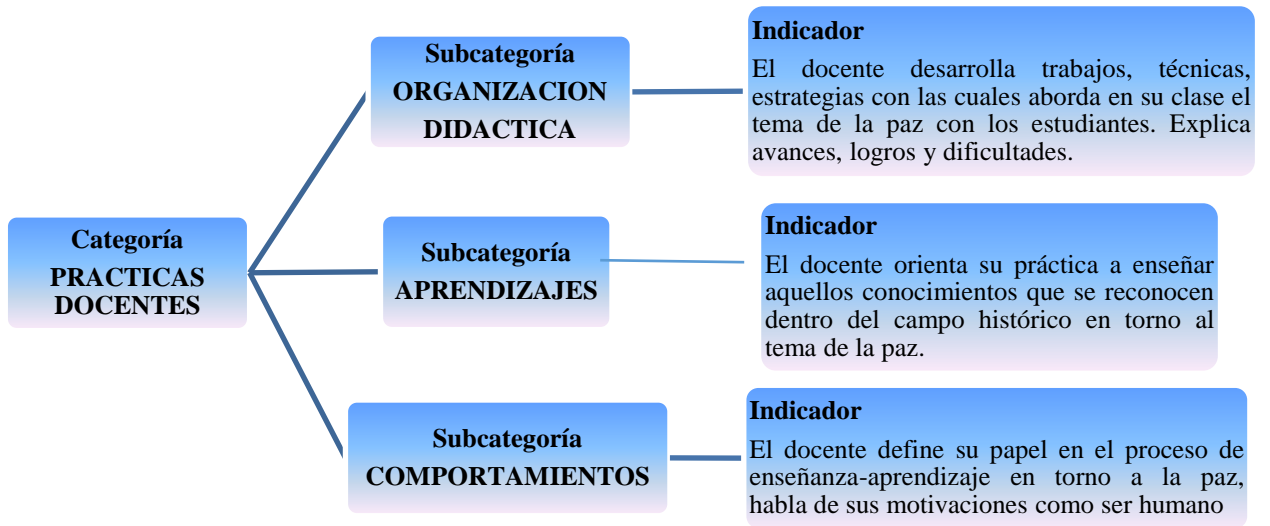 Categoría
PRACTICAS
DOCENTES
Subcategoría
ORGANIZACION
DIDACTICA
Indicador
El docente desarrolla trabajos, técnicas,
estrategias con las cuales aborda en su clase el
tema de la paz con los estudiantes. Explica
avances, logros y dificultades.
Subcategoría
APRENDIZAJES
Indicador
El docente orienta su práctica a enseñar
aquellos conocimientos que se reconocen
dentro del campo histórico en torno al
tema de la paz.
Subcategoría
COMPORTAMIENTOS
Indicador
El docente define su papel en el proceso de
enseñanza-aprendizaje en torno a la paz,
habla de sus motivaciones como ser humano